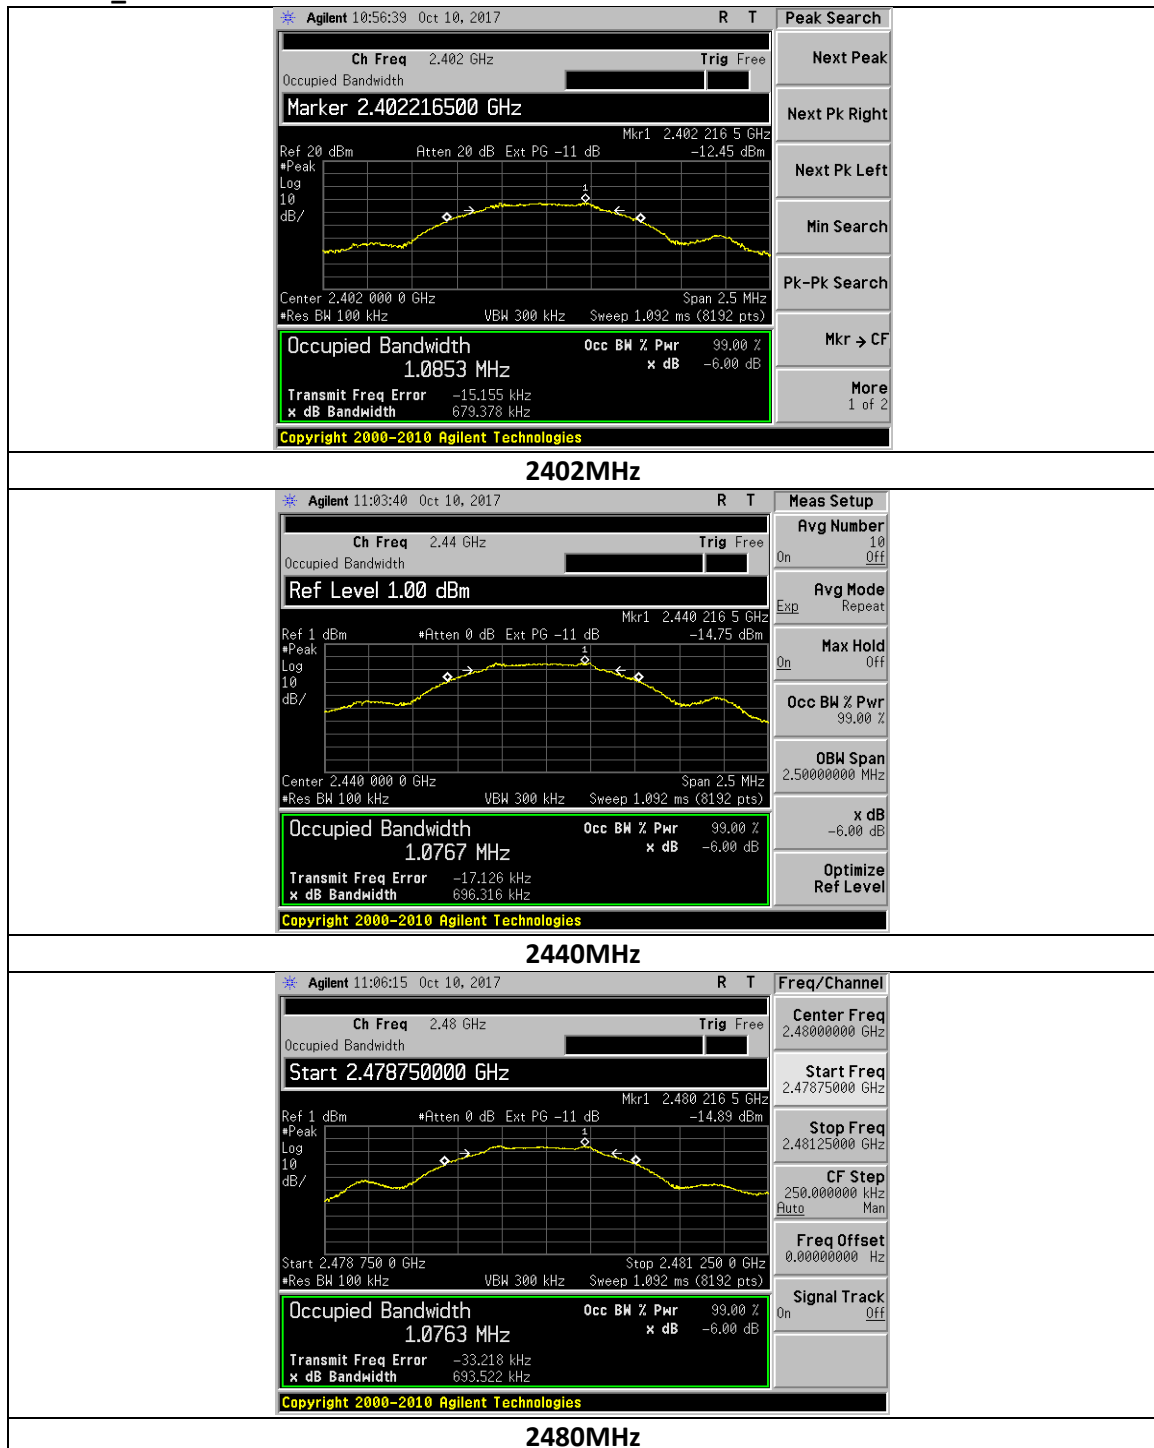 Agilent 10:56:39 Oct 10, 2017 R T Peak Search
Ch Freq 2.402 GHz Trig Free
Occupied Bandwidth
Marker 2.402216500 GHz
Mkr1 2.402 216 5 GHz
Ref 20 dBm Atten 20 dB Ext PG -11 dB -12.45 dBm
#Peak
Log
10
dB/
1
Center 2.402 000 0 GHz Span 2.5 MHz
#Res BW 100 kHz VBW 300 kHz Sweep 1.092 ms (8192 pts)
Occupied Bandwidth Occ BW % Pwr 99.00 %
1.0853 MHz x dB -6.00 dB
Transmit Freq Error -15.155 kHz
x dB Bandwidth 679.378 kHz
Copyright 2000-2010 Agilent Technologies
Next Peak
Next Pk Right
Next Pk Left
Min Search
Pk-Pk Search
Mkr → CF
More
1 of 2
2402MHz
Agilent 11:03:40 Oct 10, 2017 R T Meas Setup
Ch Freq 2.44 GHz Trig Free
Occupied Bandwidth
Ref Level 1.00 dBm
Mkr1 2.440 216 5 GHz
Ref 1 dBm #Atten 0 dB Ext PG -11 dB -14.75 dBm
#Peak
Log
10
dB/
1
Center 2.440 000 0 GHz Span 2.5 MHz
#Res BW 100 kHz VBW 300 kHz Sweep 1.092 ms (8192 pts)
Occupied Bandwidth Occ BW % Pwr 99.00 %
1.0767 MHz x dB -6.00 dB
Transmit Freq Error -17.126 kHz
x dB Bandwidth 696.316 kHz
Copyright 2000-2010 Agilent Technologies
Avg Number
10
On Off
Avg Mode
Exp Repeat
Max Hold
On Off
Occ BW % Pwr
99.00 %
OBW Span
2.50000000 MHz
x dB
-6.00 dB
Optimize
Ref Level
2440MHz
Agilent 11:06:15 Oct 10, 2017 R T Freq/Channel
Ch Freq 2.48 GHz Trig Free
Occupied Bandwidth
Start 2.478750000 GHz
Mkr1 2.480 216 5 GHz
Ref 1 dBm #Atten 0 dB Ext PG -11 dB -14.89 dBm
#Peak
Log
10
dB/
1
Start 2.478 750 0 GHz Stop 2.481 250 0 GHz
#Res BW 100 kHz VBW 300 kHz Sweep 1.092 ms (8192 pts)
Occupied Bandwidth Occ BW % Pwr 99.00 %
1.0763 MHz x dB -6.00 dB
Transmit Freq Error -33.218 kHz
x dB Bandwidth 693.522 kHz
Copyright 2000-2010 Agilent Technologies
Center Freq
2.48000000 GHz
Start Freq
2.47875000 GHz
Stop Freq
2.48125000 GHz
CF Step
250.000000 kHz
Auto Man
Freq Offset
0.00000000 Hz
Signal Track
On Off
2480MHz